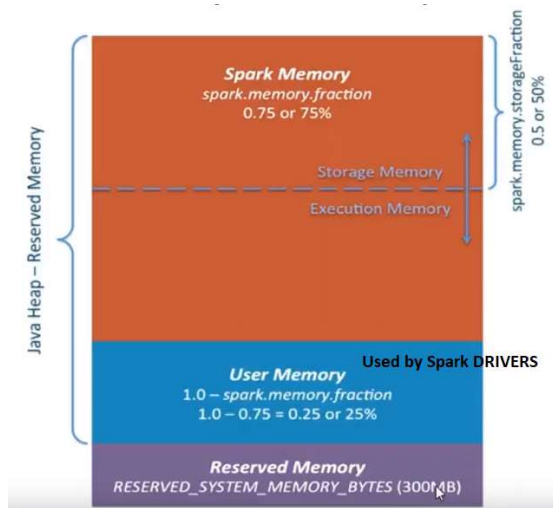 Spark Memory
spark.memory.fraction
0.75 or 75%
Storage Memory
Execution Memory
spark.memory.storageFraction
0.5 or 50%
Java Heap – Reserved Memory
Used by Spark DRIVERS
User Memory
1.0 – spark.memory.fraction
1.0 – 0.75 = 0.25 or 25%
Reserved Memory
RESERVED_SYSTEM_MEMORY_BYTES (300MB)